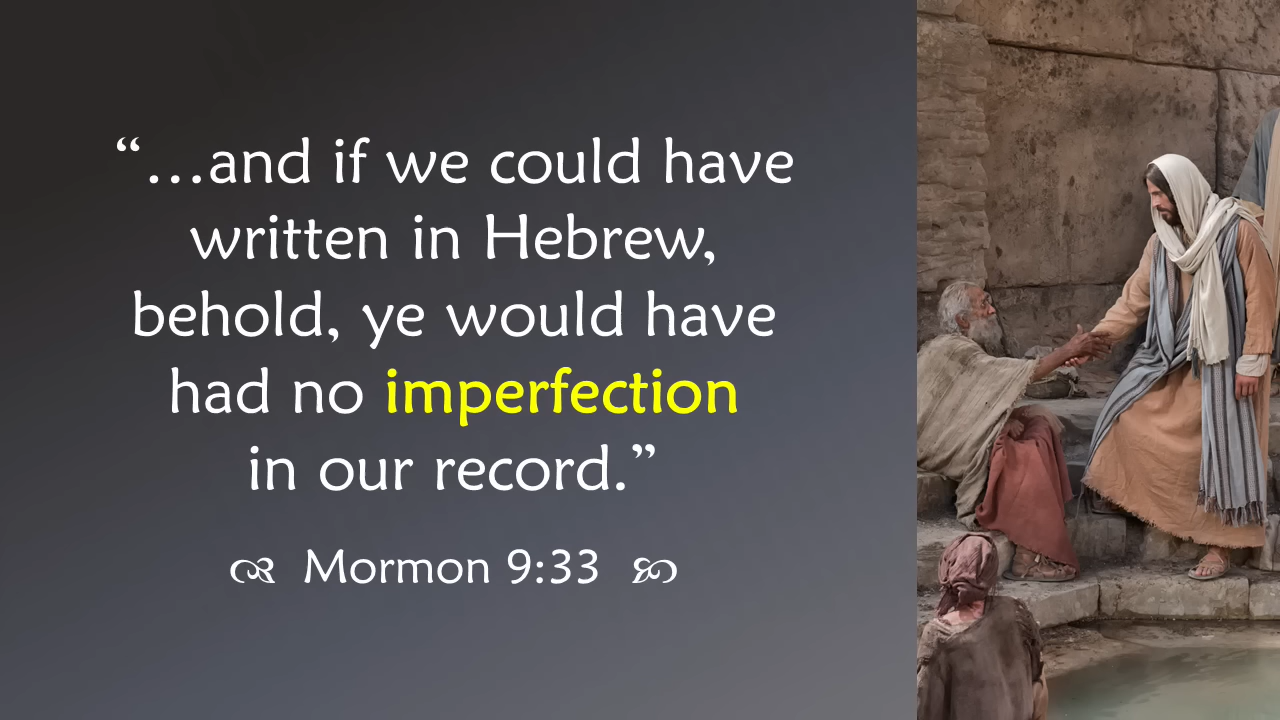 “…and if we could have
written in Hebrew,
behold, ye would have
had no imperfection
in our record.”
Mormon 9:33